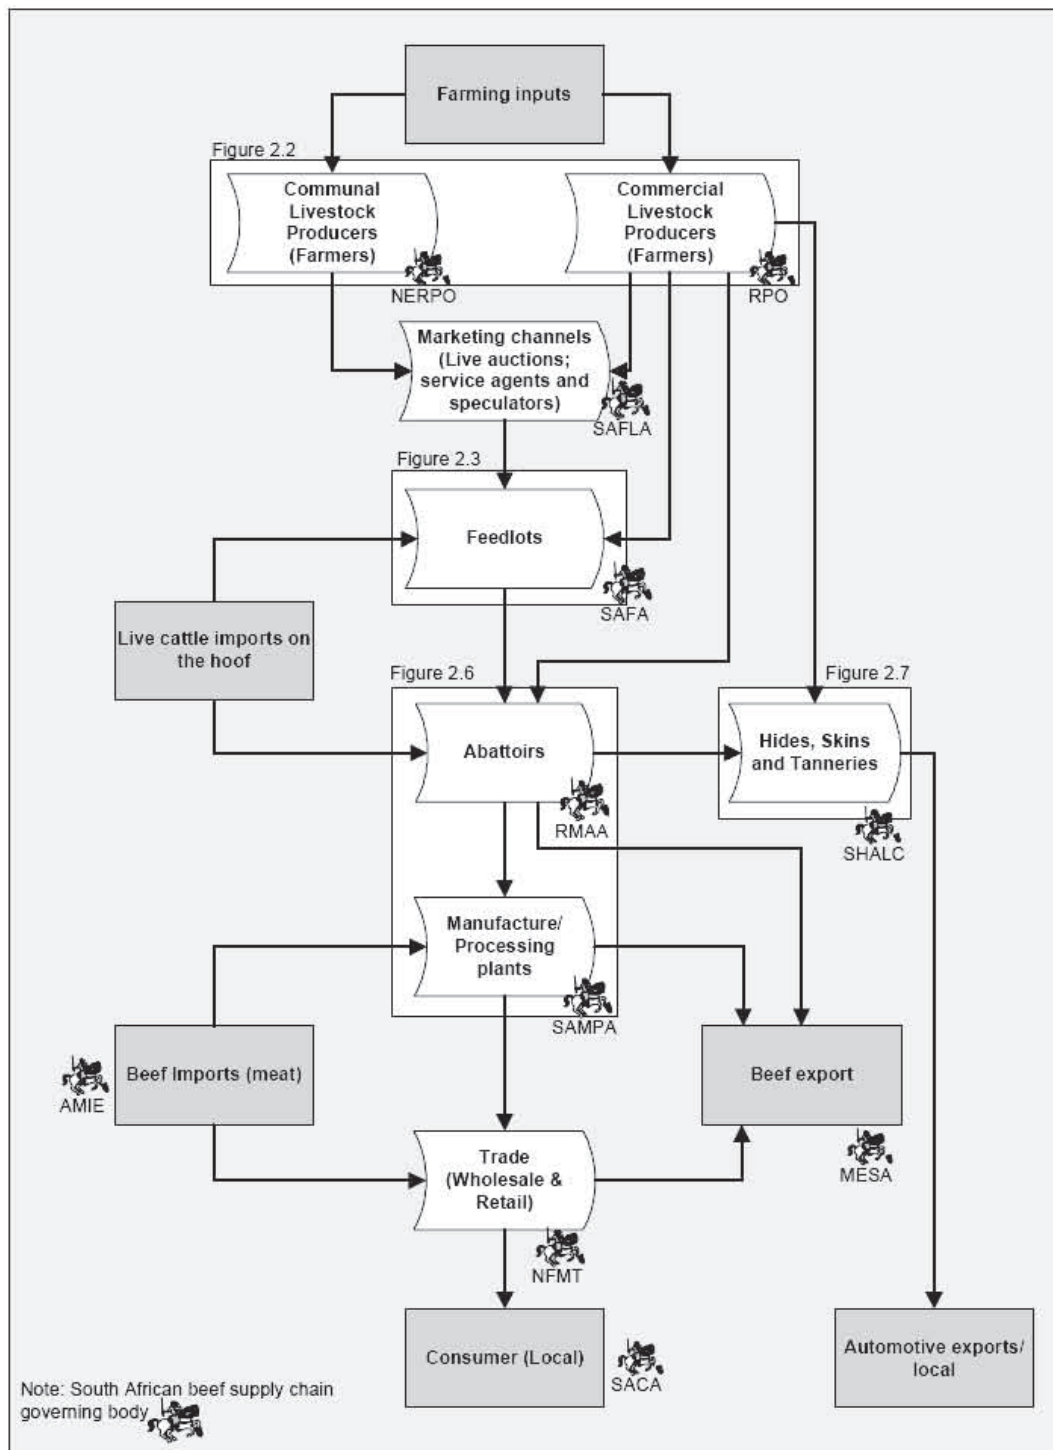 Farming inputs
Figure 2.2
Communal
Livestock
Producers
(Farmers)
NERPO
Commercial
Livestock
Producers
(Farmers)
RPO
Marketing channels
(Live auctions;
service agents and
speculators)
SAFLA
Figure 2.3
Feedlots
SAFA
Live cattle imports on
the hoof
Figure 2.6
Abattoirs
RMAA
Figure 2.7
Hides, Skins
and Tanneries
SHALC
Manufacture/
Processing
plants
SAMPA
AMIE
Beef Imports (meat)
Beef export
MESA
Trade
(Wholesale &
Retail)
NFMT
Consumer (Local)
SACA
Automotive exports/
local
Note: South African beef supply chain
governing body